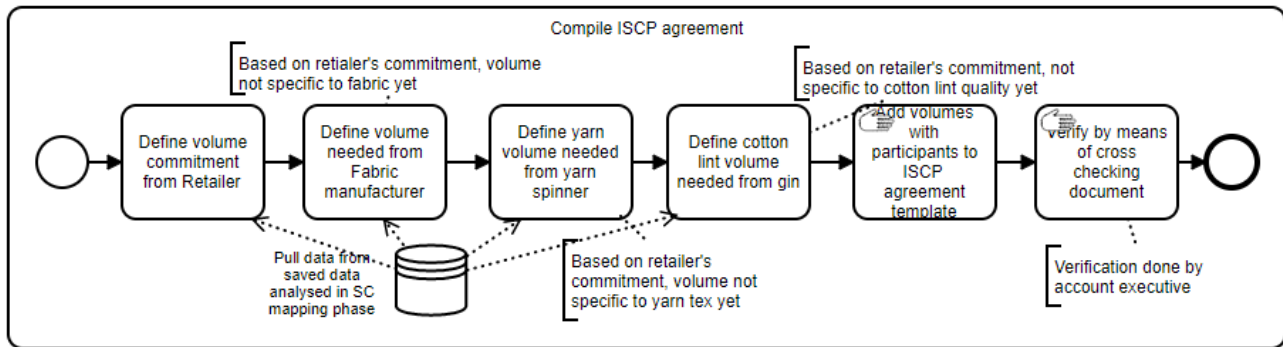 Compile ISCP agreement
Based on retialer's commitment, volume
not specific to fabric yet
Based on retailer's commitment, not
specific to cotton lint quality yet
Define volume
commitment
from Retailer
Define volume
needed from
Fabric
manufacturer
Define yarn
volume needed
from yarn
spinner
Define cotton
lint volume
needed from gin
Add volumes
with
participants to
ISCP
agreement
template
Verify by means
of cross
checking
document
Pull data from
saved data
analysed in SC
mapping phase
Based on retailer's
commitment, volume not
specific to yarn tex yet
Verification done by
account executive